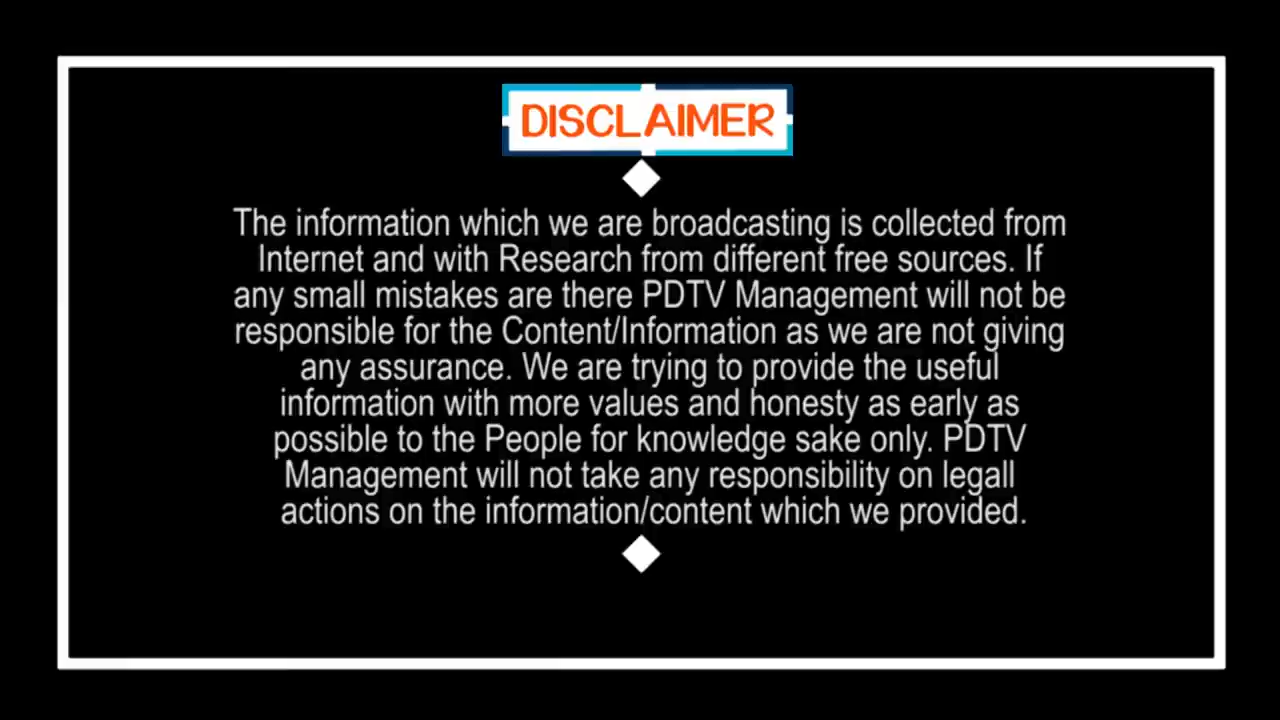 DISCLAIMER
The information which we are broadcasting is collected from
Internet and with Research from different free sources. If
any small mistakes are there PDTV Management will not be
responsible for the Content/Information as we are not giving
any assurance. We are trying to provide the useful
information with more values and honesty as early as
possible to the People for knowledge sake only. PDTV
Management will not take any responsibility on legall
actions on the information/content which we provided.